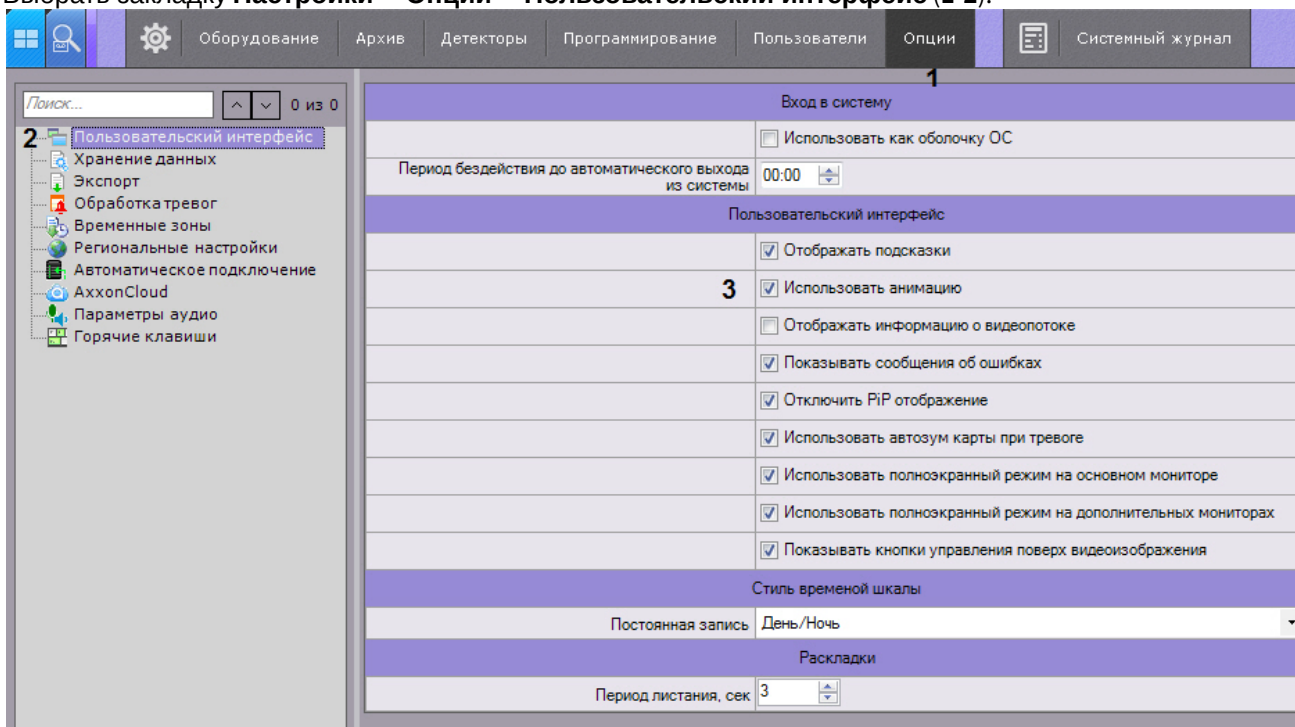 Выбрать закладку Настройки -> Опции -> Пользовательский интерфейс (1-2).
Оборудование Архив Детекторы Программирование Пользователи Опции Системный журнал
1
Поиск... 0 из 0
2 Пользовательский интерфейс
Хранение данных
Экспорт
Обработка тревог
Временные зоны
Региональные настройки
Автоматическое подключение
AxxonCloud
Параметры аудио
Горячие клавиши
Вход в систему
Использовать как оболочку ОС
Период бездействия до автоматического выхода
из системы 00:00
Пользовательский интерфейс
Отображать подсказки
3 Использовать анимацию
Отображать информацию о видеопотоке
Показывать сообщения об ошибках
Отключить PiP отображение
Использовать автозум карты при тревоге
Использовать полноэкранный режим на основном мониторе
Использовать полноэкранный режим на дополнительных мониторах
Показывать кнопки управления поверх видеоизображения
Стиль временой шкалы
Постоянная запись День/Ночь
Раскладки
Период листания, сек 3